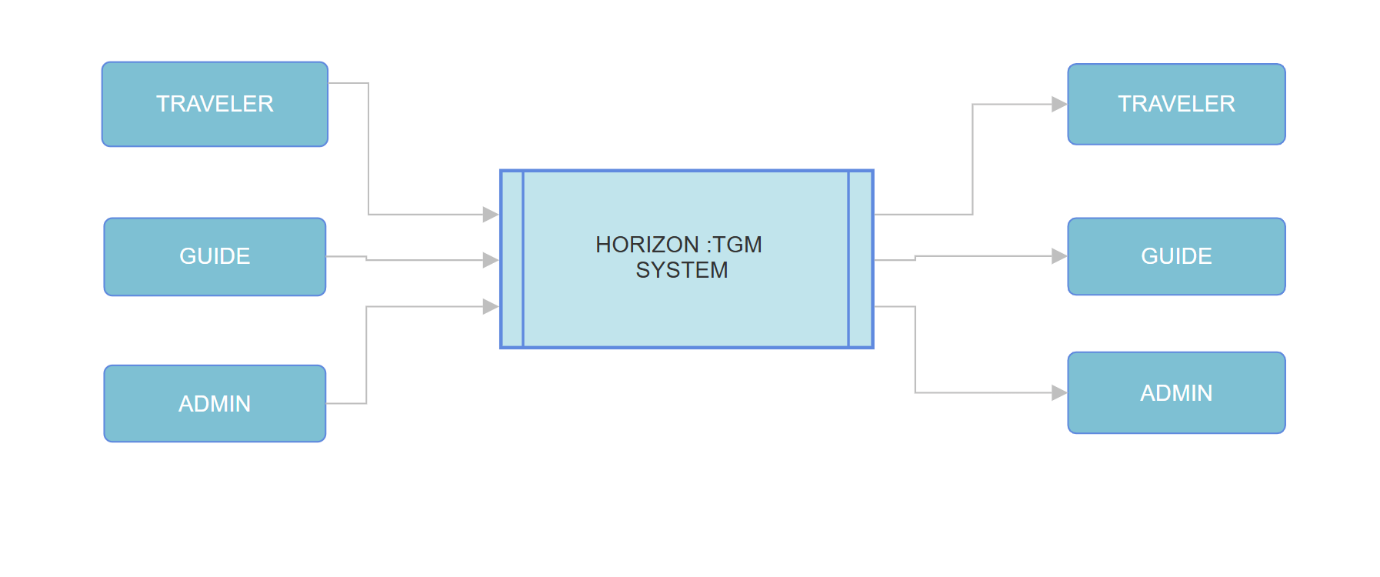 TRAVELER
GUIDE
ADMIN
HORIZON :TGM
SYSTEM
TRAVELER
GUIDE
ADMIN